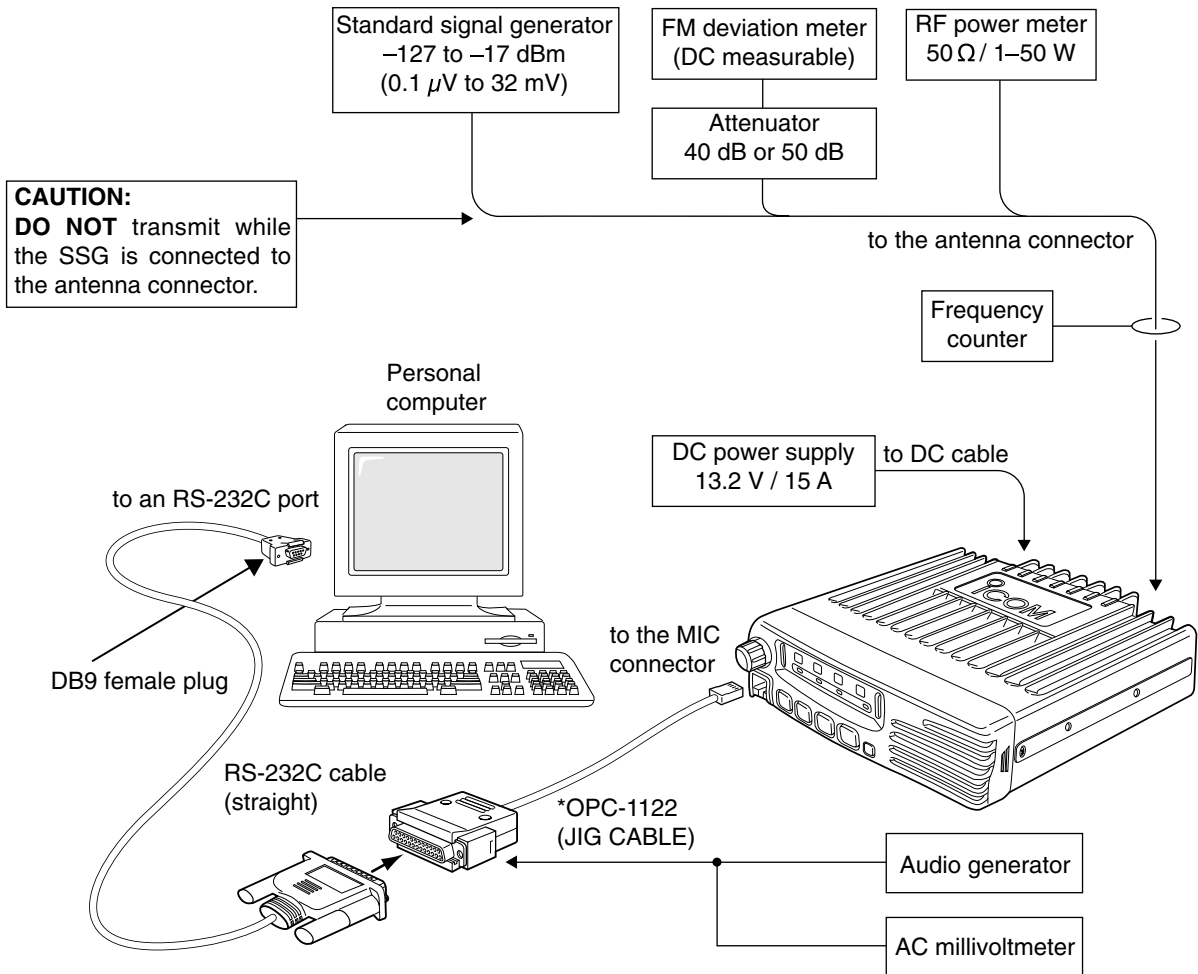 Standard signal generator
–127 to –17 dBm
(0.1 µV to 32 mV)
FM deviation meter
(DC measurable)
RF power meter
50 Ω / 1–50 W
Attenuator
40 dB or 50 dB
CAUTION:
DO NOT transmit while
the SSG is connected to
the antenna connector.
to the antenna connector
Frequency
counter
Personal
computer
DC power supply
13.2 V / 15 A
to DC cable
to an RS-232C port
ICOM
to the MIC
connector
DB9 female plug
RS-232C cable
(straight)
*OPC-1122
(JIG CABLE)
Audio generator
AC millivoltmeter